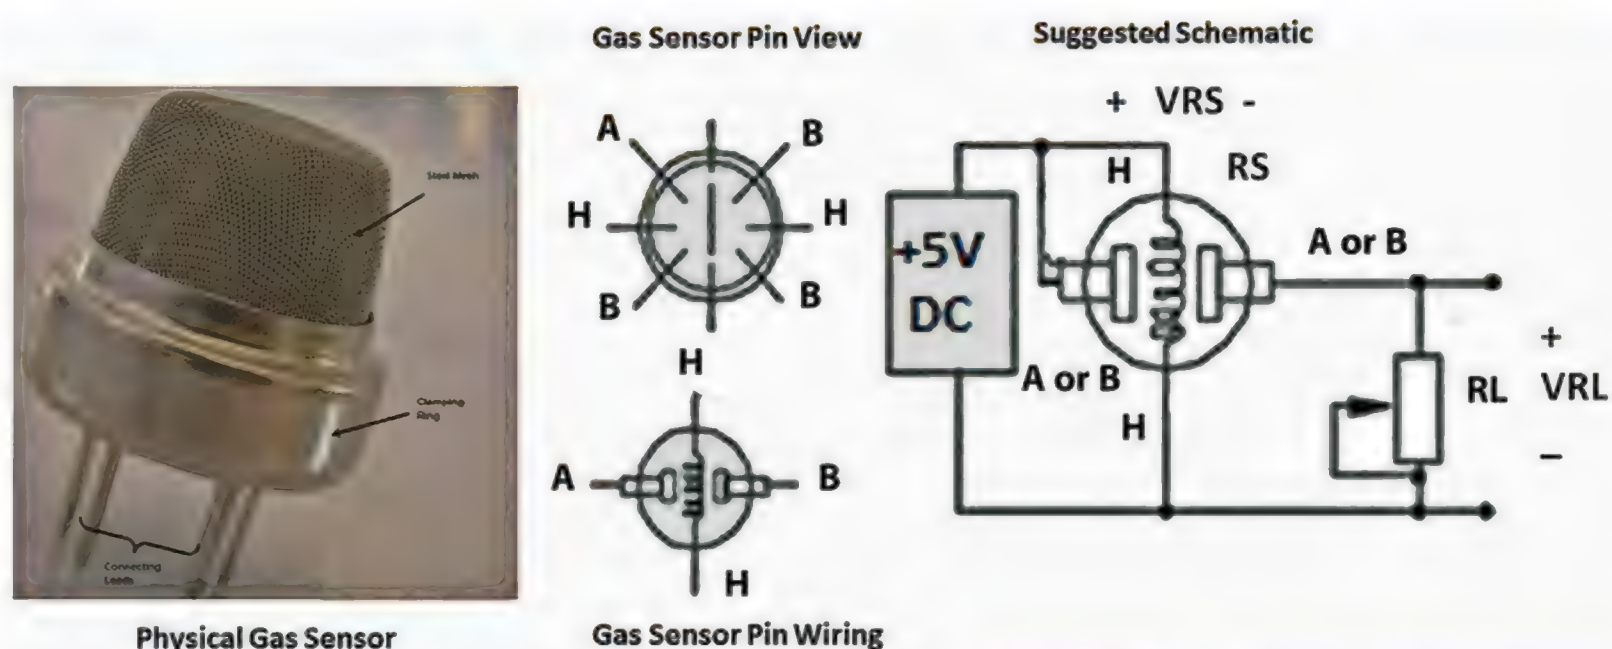 Gas Sensor Pin View
Suggested Schematic
Steel Mesh
Clamping
Ring
Connecting
Leads
Physical Gas Sensor
A
B
H
H
B
B
H
A
B
H
Gas Sensor Pin Wiring
+ VRS -
H
RS
+5V
DC
A or B
A or B
H
RL
+
VRL
-